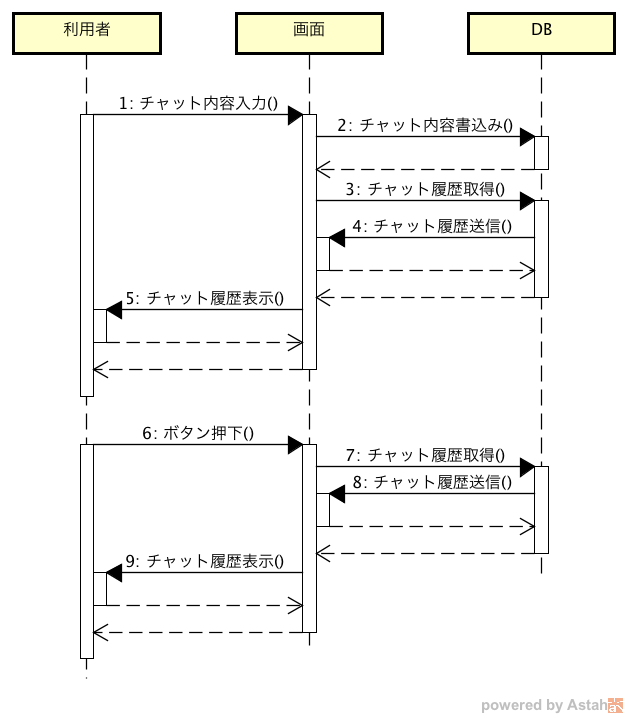 利用者
画面
DB
1: チャット内容入力()
2: チャット内容書込み()
3: チャット履歴取得()
4: チャット履歴送信()
5: チャット履歴表示()
6: ボタン押下()
7: チャット履歴取得()
8: チャット履歴送信()
9: チャット履歴表示()
powered by Astah